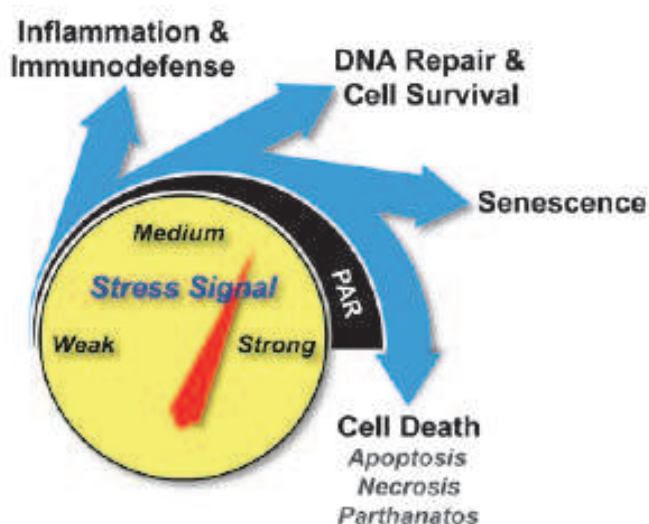 Inflammation &
Immunodefense
DNA Repair &
Cell Survival
Senescence
Medium
Stress Signal
Weak
Strong
PAR
Cell Death
Apoptosis
Necrosis
Parthanatos